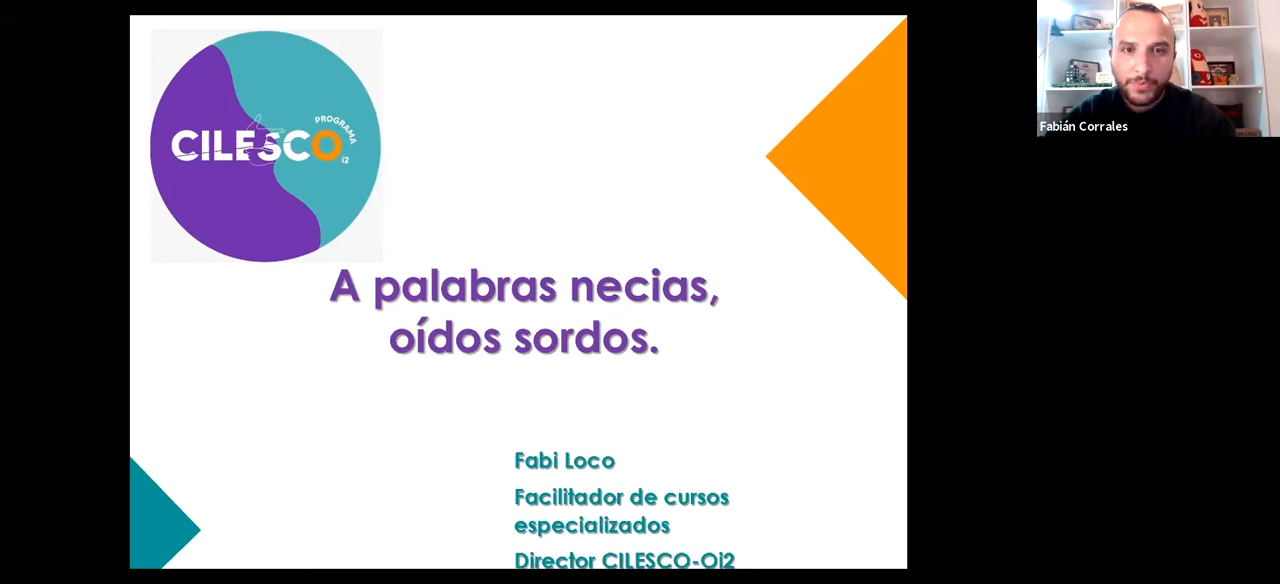 PROGRAMA
CILESCO
i2
A palabras necias,
oídos sordos.
Fabi Loco
Facilitador de cursos
especializados
Director CILESCO-Oi2
Fabián Corrales